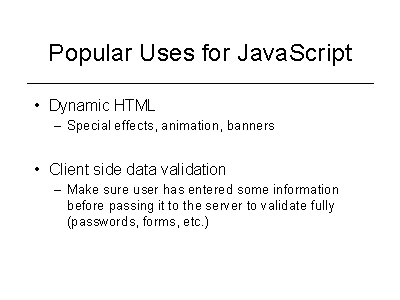 Popular Uses for JavaScript
• Dynamic HTML
– Special effects, animation, banners
• Client side data validation
– Make sure user has entered some information
before passing it to the server to validate fully
(passwords, forms, etc.)